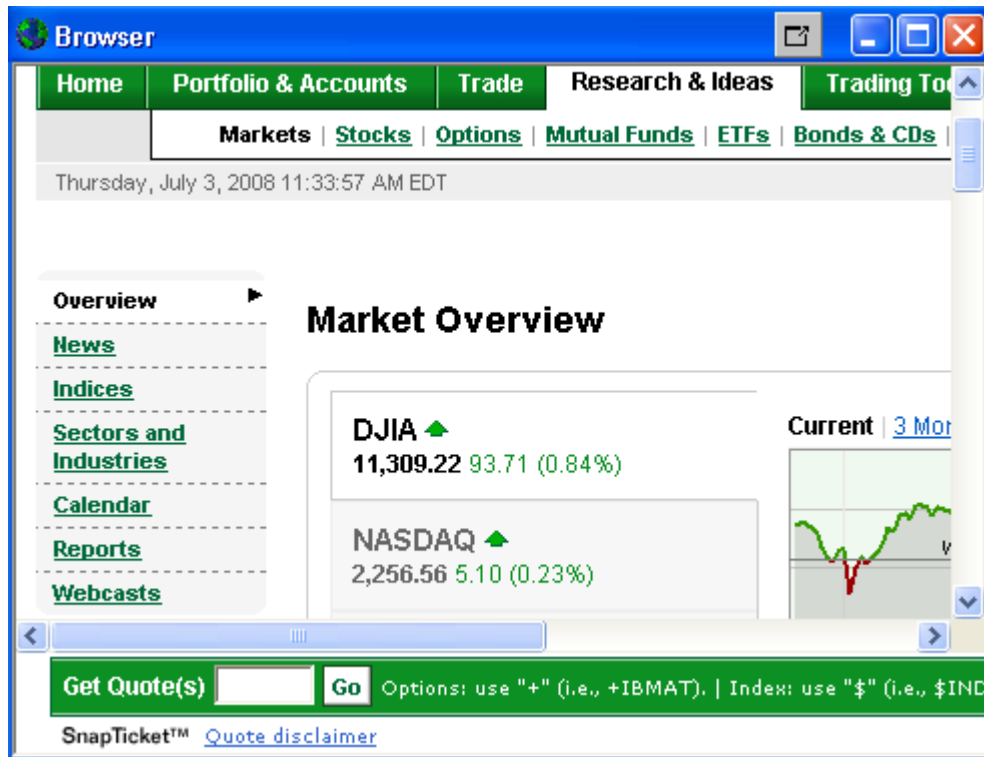 Browser
Home Portfolio & Accounts Trade Research & Ideas Trading
Markets | Stocks | Options | Mutual Funds | ETFs | Bonds & CDs |
Thursday, July 3, 2008 11:33:57 AM EDT
Overview
News
Indices
Sectors and
Industries
Calendar
Reports
Webcasts
Market Overview
DJIA
11,309.22 93.71 (0.84%)
NASDAQ
2,256.56 5.10 (0.23%)
Current | 3
Get Quote(s) Go Options: use "+" (i.e., +IBMAT). | Index: use "$" (i.e., $IND
SnapTicket™ Quote disclaimer